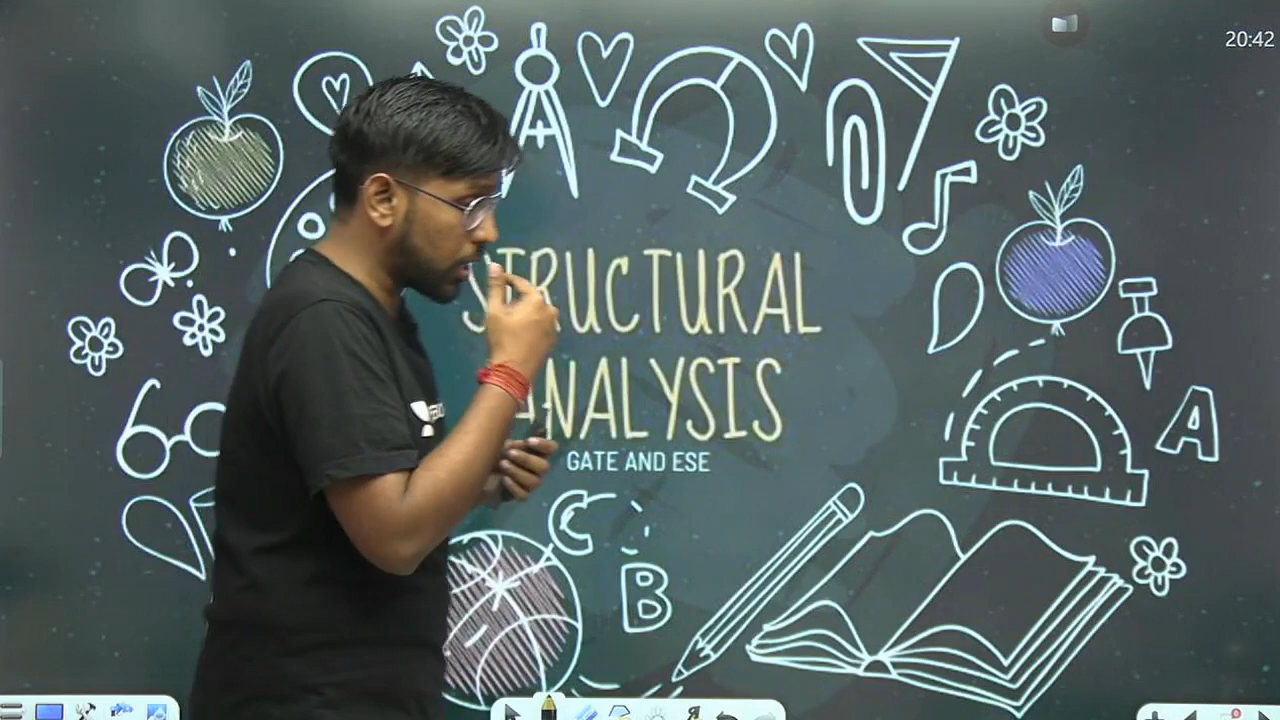 20:42
STRUCTURAL
ANALYSIS
GATE AND ESE
A
C
B